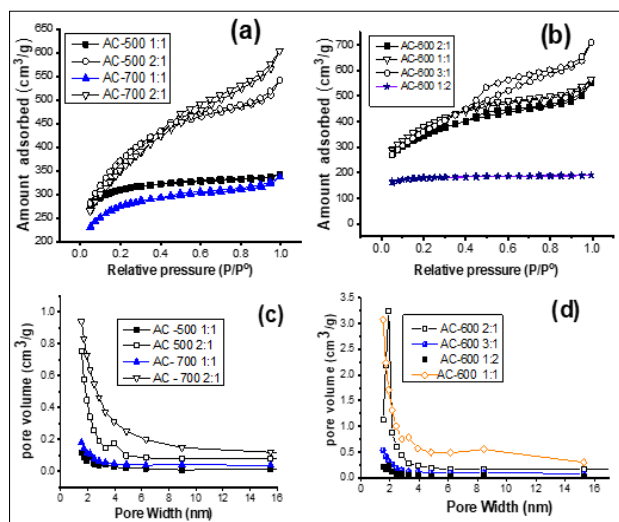 (a)
AC-500 1:1
AC-500 2:1
AC-700 1:1
AC-700 2:1
Amount adsorbed (cm³/g)
650
600
550
500
450
400
350
300
250
200
0.0 0.2 0.4 0.6 0.8 1.0
Relative pressure (P/P⁰)
(b)
AC-600 2:1
AC-600 1:1
AC-600 3:1
AC-600 1:2
Amount adsorbed (cm³/g)
700
600
500
400
300
200
100
0
0.0 0.2 0.4 0.6 0.8 1.0
Relative pressure (P/P⁰)
(c)
AC -500 1:1
AC 500 2:1
AC- 700 1:1
AC - 700 2:1
pore volume (cm³/g)
1.0
0.8
0.6
0.4
0.2
0.0
0 2 4 6 8 10 12 14 16
Pore Width (nm)
(d)
AC-600 2:1
AC-600 3:1
AC-600 1:2
AC-600 1:1
pore volume (cm³/g)
3.5
3.0
2.5
2.0
1.5
1.0
0.5
0.0
0 2 4 6 8 10 12 14 16
Pore Width (nm)